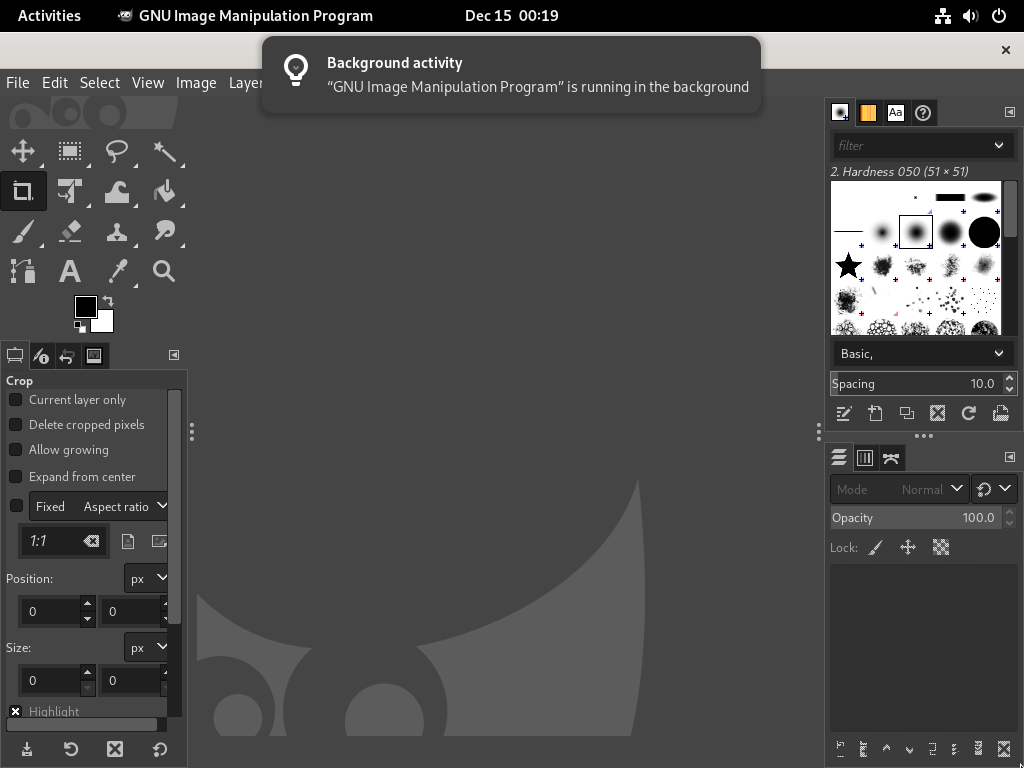 Activities GNU Image Manipulation Program Dec 15 00:19
Background activity
“GNU Image Manipulation Program” is running in the background
File Edit Select View Image Layer
Aa
filter
2. Hardness 050 (51 × 51)
Basic,
Spacing 10.0
Crop
Current layer only
Delete cropped pixels
Allow growing
Expand from center
Fixed Aspect ratio
1:1
Position: px
0 0
Size: px
0 0
Highlight
Mode Normal
Opacity 100.0
Lock: